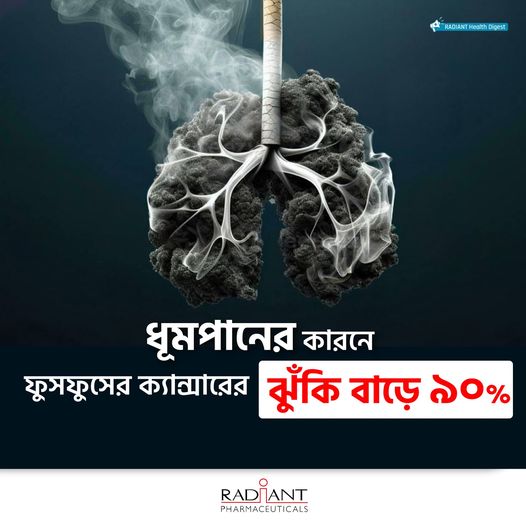 RADIANT Health Digest
ধূমপানের কারনে
ফুসফুসের ক্যান্সারের ঝুঁকি বাড়ে ৯০%
RADiANT
PHARMACEUTICALS